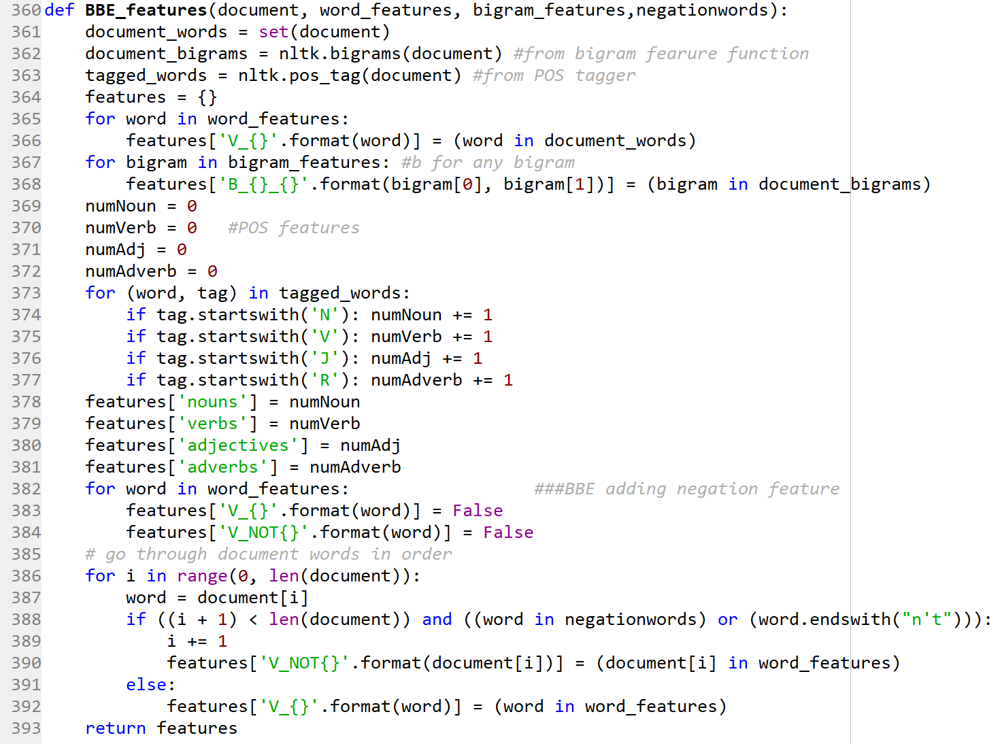 360 def BBE_features(document, word_features, bigram_features,negationwords):
361     document_words = set(document)
362     document_bigrams = nltk.bigrams(document) #from bigram fearure function
363     tagged_words = nltk.pos_tag(document) #from POS tagger
364     features = {}
365     for word in word_features:
366         features['V_{}'.format(word)] = (word in document_words)
367     for bigram in bigram_features: #b for any bigram
368         features['B_{}_{}'.format(bigram[0], bigram[1])] = (bigram in document_bigrams)
369     numNoun = 0
370     numVerb = 0   #POS features
371     numAdj = 0
372     numAdverb = 0
373     for (word, tag) in tagged_words:
374         if tag.startswith('N'): numNoun += 1
375         if tag.startswith('V'): numVerb += 1
376         if tag.startswith('J'): numAdj += 1
377         if tag.startswith('R'): numAdverb += 1
378     features['nouns'] = numNoun
379     features['verbs'] = numVerb
380     features['adjectives'] = numAdj
381     features['adverbs'] = numAdverb
382     for word in word_features:                  ###BBE adding negation feature
383         features['V_{}'.format(word)] = False
384         features['V_NOT{}'.format(word)] = False
385     # go through document words in order
386     for i in range(0, len(document)):
387         word = document[i]
388         if ((i + 1) < len(document)) and ((word in negationwords) or (word.endswith("n't"))):
389             i += 1
390             features['V_NOT{}'.format(document[i])] = (document[i] in word_features)
391         else:
392             features['V_{}'.format(word)] = (word in word_features)
393     return features